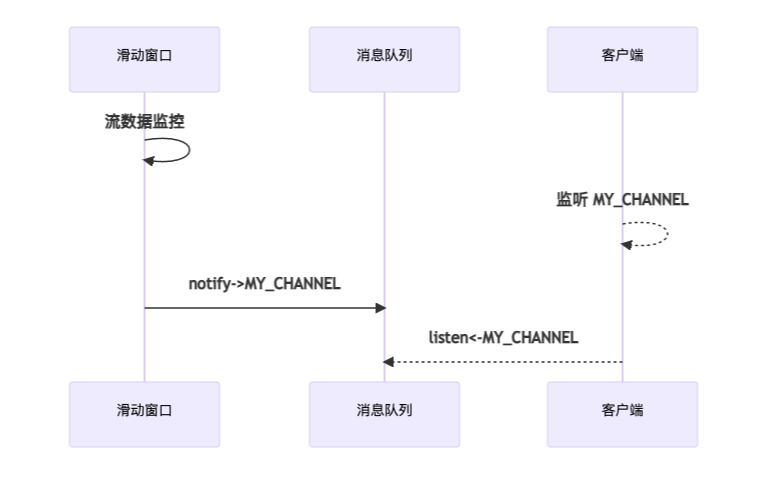 滑动窗口
消息队列
客户端
流数据监控
监听 MY_CHANNEL
notify->MY_CHANNEL
listen<-MY_CHANNEL
滑动窗口
消息队列
客户端